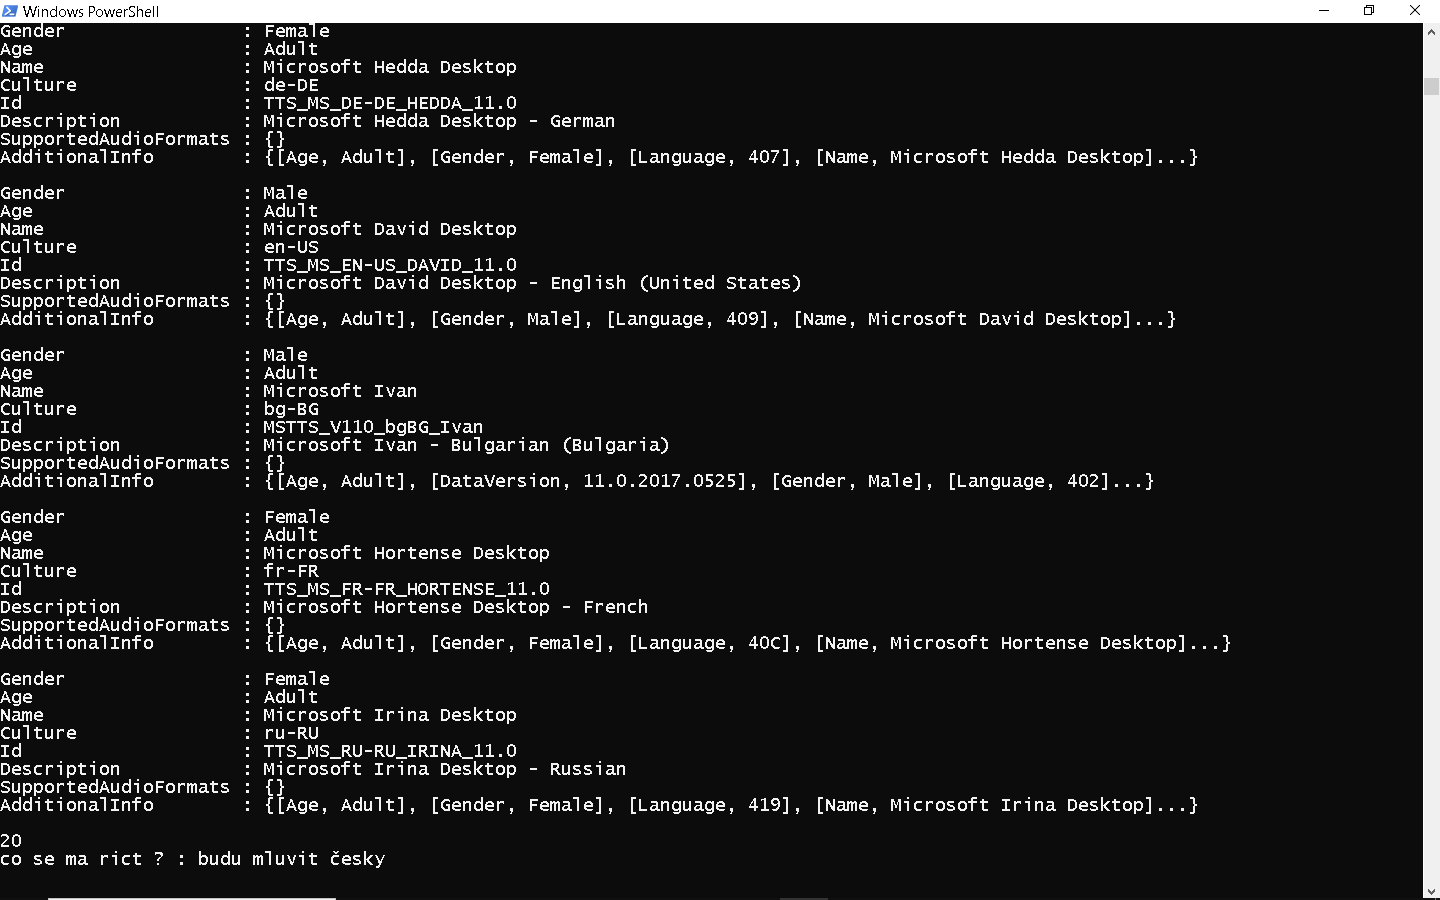 Windows PowerShell
Gender                 : Female
Age                    : Adult
Name                   : Microsoft Hedda Desktop
Culture                : de-DE
Id                     : TTS_MS_DE-DE_HEDDA_11.0
Description            : Microsoft Hedda Desktop - German
SupportedAudioFormats : {}
AdditionalInfo         : {[Age, Adult], [Gender, Female], [Language, 407], [Name, Microsoft Hedda Desktop]...}

Gender                 : Male
Age                    : Adult
Name                   : Microsoft David Desktop
Culture                : en-US
Id                     : TTS_MS_EN-US_DAVID_11.0
Description            : Microsoft David Desktop - English (United States)
SupportedAudioFormats : {}
AdditionalInfo         : {[Age, Adult], [Gender, Male], [Language, 409], [Name, Microsoft David Desktop]...}

Gender                 : Male
Age                    : Adult
Name                   : Microsoft Ivan
Culture                : bg-BG
Id                     : MSTTS_V110_bgBG_Ivan
Description            : Microsoft Ivan - Bulgarian (Bulgaria)
SupportedAudioFormats : {}
AdditionalInfo         : {[Age, Adult], [DataVersion, 11.0.2017.0525], [Gender, Male], [Language, 402]...}

Gender                 : Female
Age                    : Adult
Name                   : Microsoft Hortense Desktop
Culture                : fr-FR
Id                     : TTS_MS_FR-FR_HORTENSE_11.0
Description            : Microsoft Hortense Desktop - French
SupportedAudioFormats : {}
AdditionalInfo         : {[Age, Adult], [Gender, Female], [Language, 40C], [Name, Microsoft Hortense Desktop]...}

Gender                 : Female
Age                    : Adult
Name                   : Microsoft Irina Desktop
Culture                : ru-RU
Id                     : TTS_MS_RU-RU_IRINA_11.0
Description            : Microsoft Irina Desktop - Russian
SupportedAudioFormats : {}
AdditionalInfo         : {[Age, Adult], [Gender, Female], [Language, 419], [Name, Microsoft Irina Desktop]...}

20
co se ma rict ? : budu mluvit česky